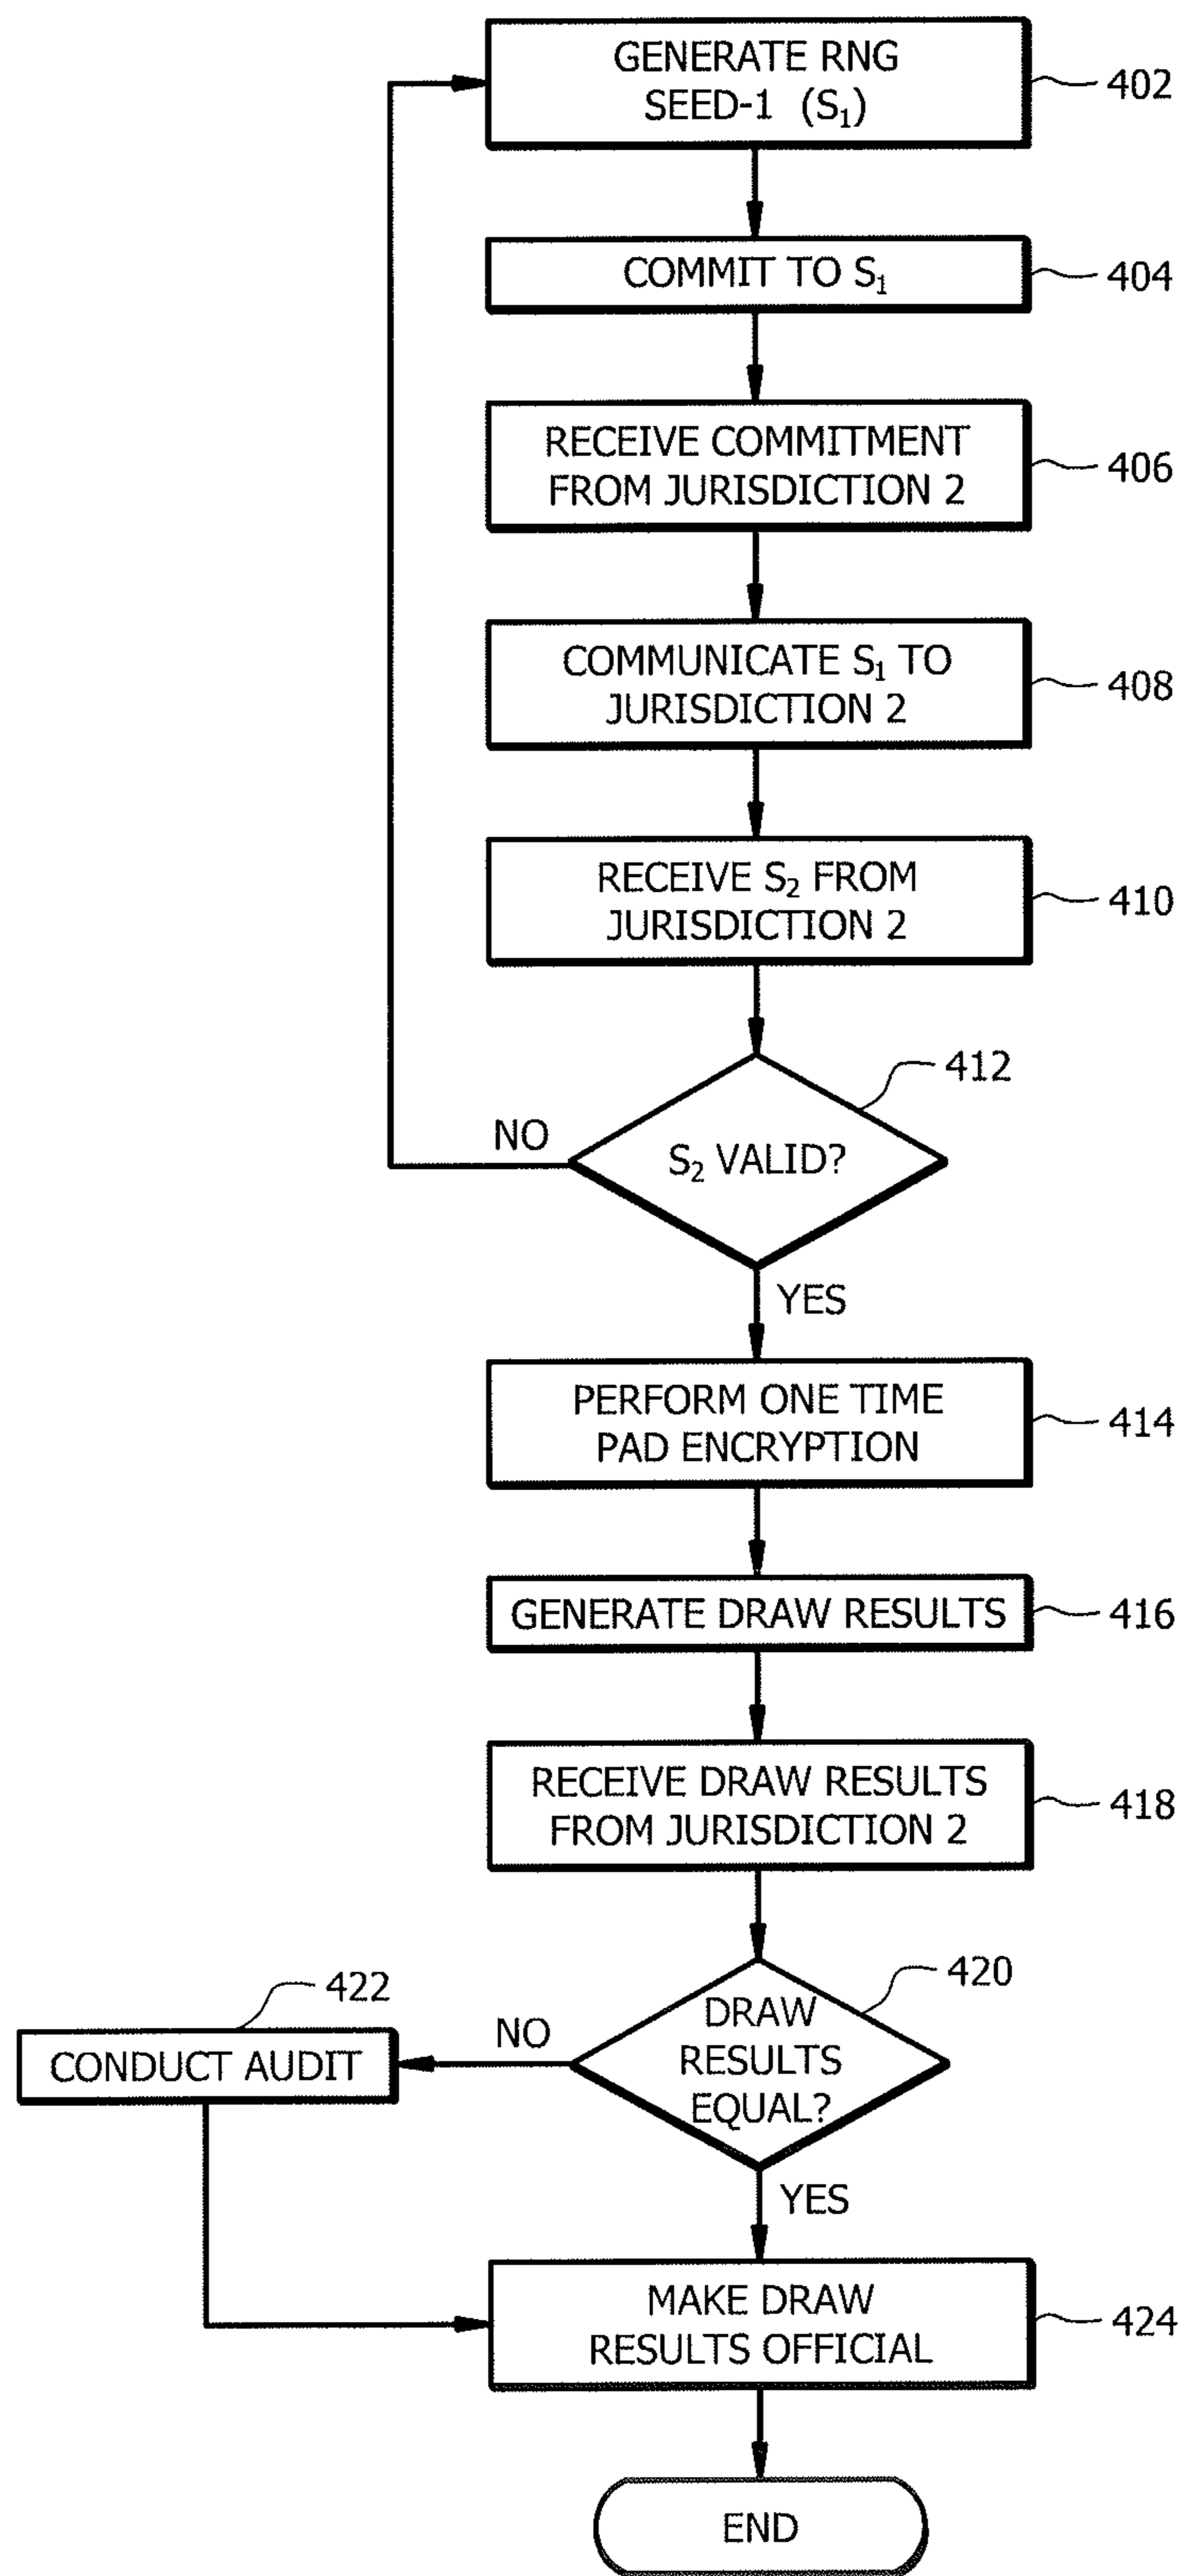 GENERATE RNG
SEED-1 (S₁)
402
COMMIT TO S₁
404
RECEIVE COMMITMENT
FROM JURISDICTION 2
406
COMMUNICATE S₁ TO
JURISDICTION 2
408
RECEIVE S₂ FROM
JURISDICTION 2
410
412
NO
S₂ VALID?
YES
PERFORM ONE TIME
PAD ENCRYPTION
414
GENERATE DRAW RESULTS
416
RECEIVE DRAW RESULTS
FROM JURISDICTION 2
418
420
422
DRAW
RESULTS
EQUAL?
NO
CONDUCT AUDIT
YES
MAKE DRAW
RESULTS OFFICIAL
424
END